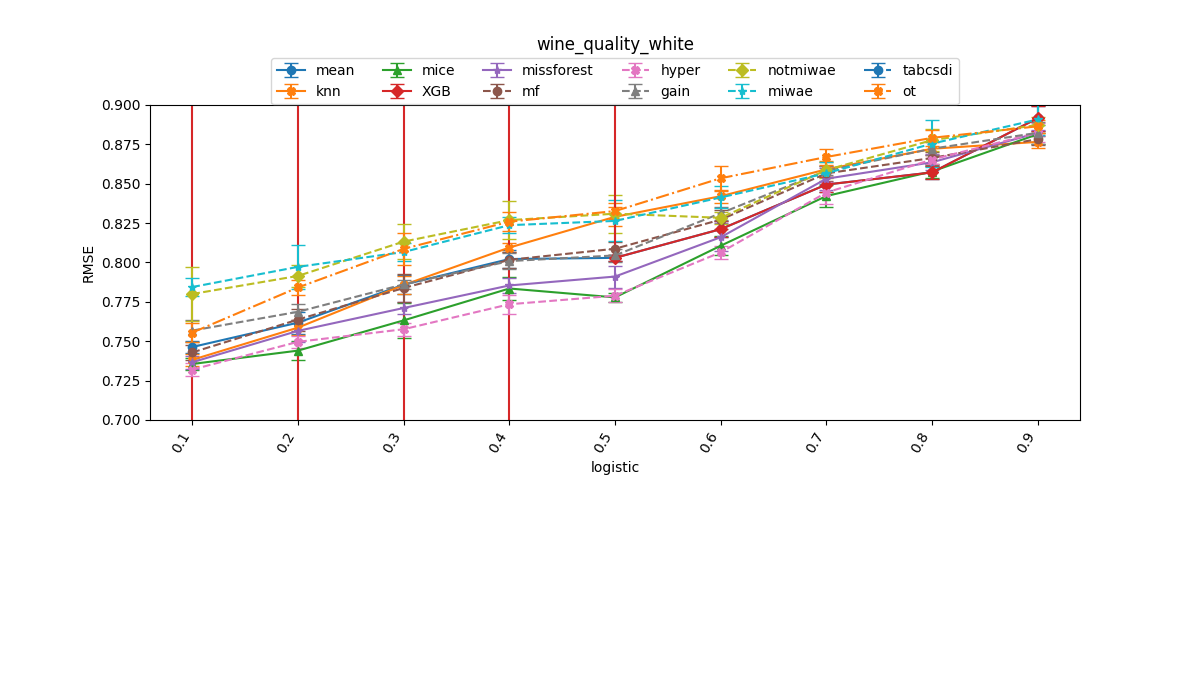 wine_quality_white
mean mice missforest hyper notmiwae tabcsdi
knn XGB mf gain miwae ot
0.900
0.875
0.850
0.825
0.800
0.775
0.750
0.725
0.700
RMSE
0.1 0.2 0.3 0.4 0.5 0.6 0.7 0.8 0.9
logistic